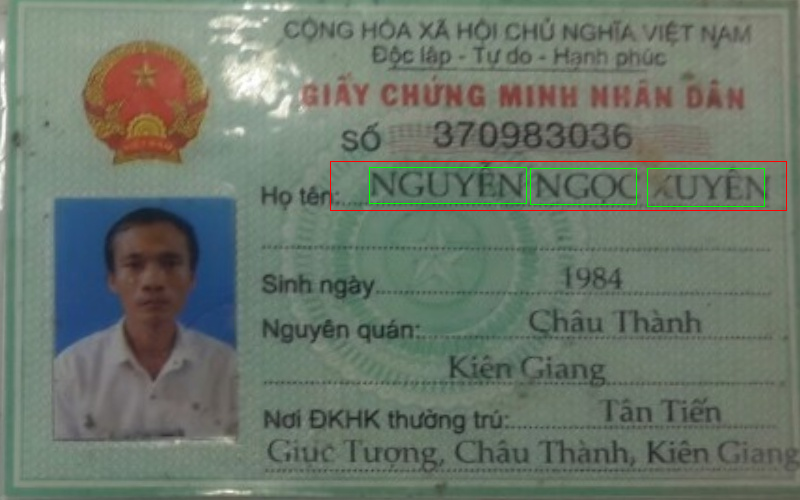 CỘNG HÒA XÃ HỘI CHỦ NGHĨA VIỆT NAM
Độc lập - Tự do - Hạnh phúc
GIẤY CHỨNG MINH NHÂN DÂN
SỐ 370983036
Họ tên: NGUYỄN NGỌC XUYÊN
Sinh ngày 1984
Nguyên quán: Châu Thành
Kiên Giang
Nơi ĐKHK thường trú: Tân Tiến
Giục Tượng, Châu Thành, Kiên Giang